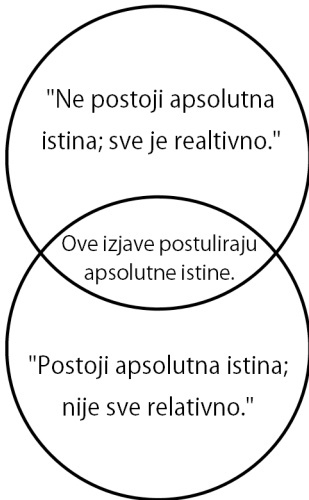 "Ne postoji apsolutna
istina; sve je realtivno."
Ove izjave postuliraju
apsolutne istine.
"Postoji apsolutna istina;
nije sve relativno."